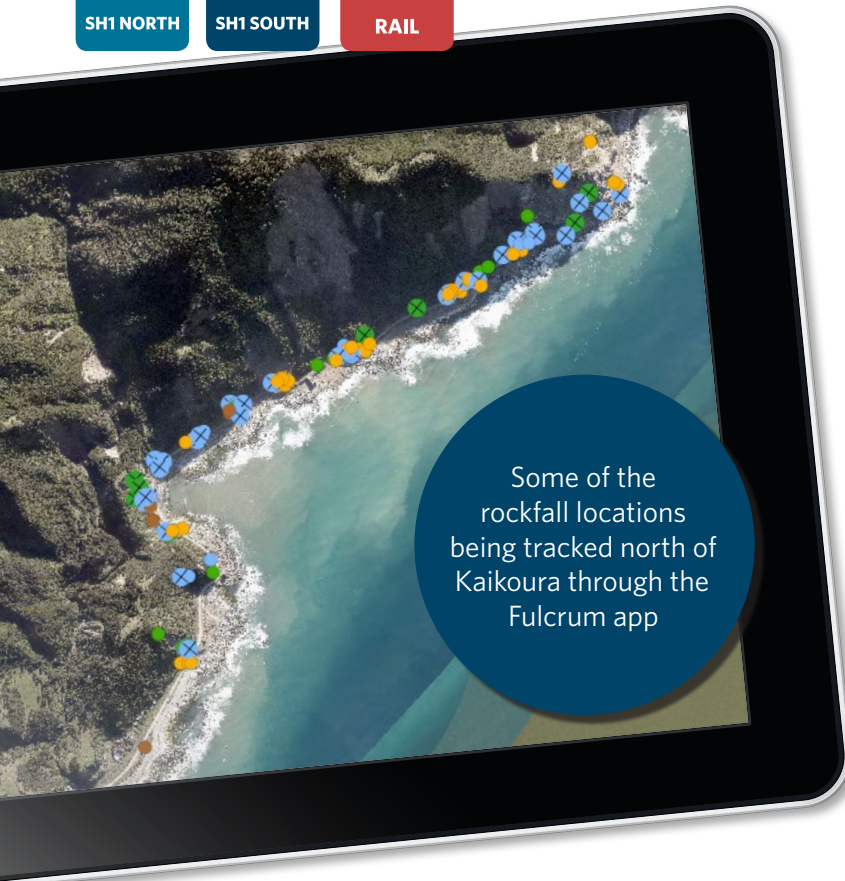 SH1 NORTH
SH1 SOUTH
RAIL
Some of the
rockfall locations
being tracked north of
Kaikoura through the
Fulcrum app